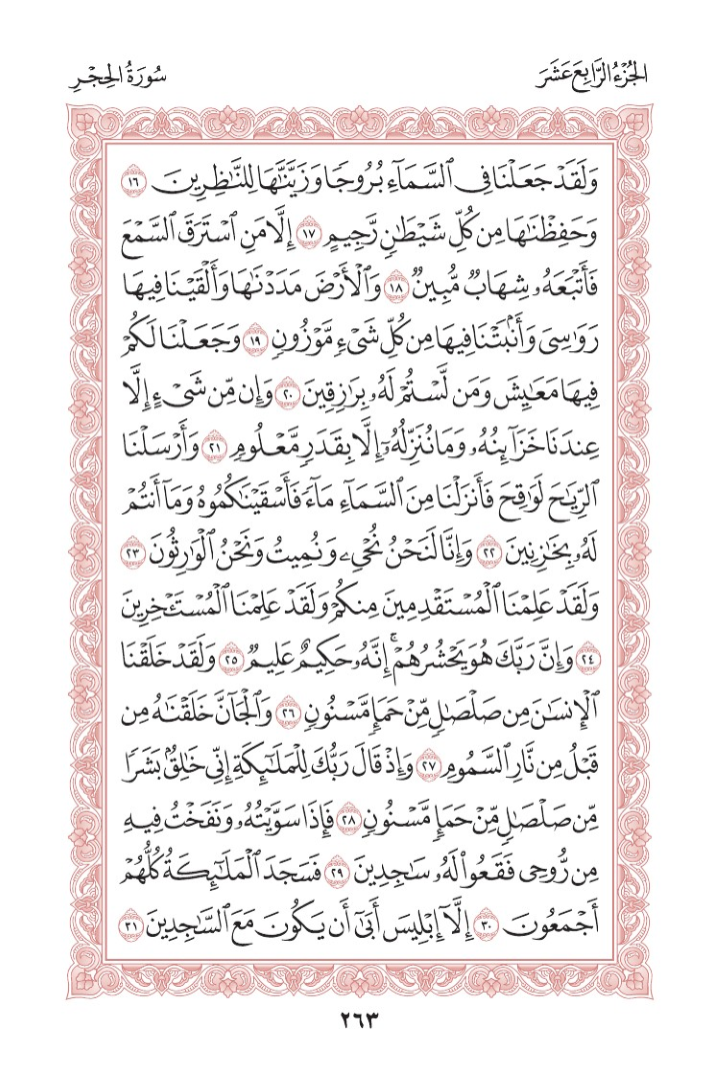 الجُزْءُ الرَّابِعَ عَشَرَ
سُورَةُ الحِجْرِ
وَلَقَدْ جَعَلْنَا فِي ٱلسَّمَآءِ بُرُوجٗا وَزَيَّنَّٰهَا لِلنَّٰظِرِينَ ١٦
وَحَفِظْنَٰهَا مِن كُلِّ شَيْطَٰنٖ رَّجِيمٍ ١٧ إِلَّا مَنِ ٱسْتَرَقَ ٱلسَّمْعَ
فَأَتْبَعَهُۥ شِهَابٞ مُّبِينٞ ١٨ وَٱلْأَرْضَ مَدَدْنَٰهَا وَأَلْقَيْنَا فِيهَا
رَوَٰسِيَ وَأَنۢبَتْنَا فِيهَا مِن كُلِّ شَيْءٖ مَّوْزُونٖ ١٩ وَجَعَلْنَا لَكُمْ
فِيهَا مَعَٰيِشَ وَمَن لَّسْتُمْ لَهُۥ بِرَٰزِقِينَ ٢٠ وَإِن مِّن شَيْءٍ إِلَّا
عِندَنَا خَزَآئِنُهُۥ وَمَا نُنَزِّلُهُۥٓ إِلَّا بِقَدَرٖ مَّعْلُومٖ ٢١ وَأَرْسَلْنَا
ٱلرِّيَٰحَ لَوَٰقِحَ فَأَنزَلْنَا مِنَ ٱلسَّمَآءِ مَآءٗ فَأَسْقَيْنَٰكُمُوهُ وَمَآ أَنتُمْ
لَهُۥ بِخَٰزِنِينَ ٢٢ وَإِنَّا لَنَحْنُ نُحْيِۦ وَنُمِيتُ وَنَحْنُ ٱلْوَٰرِثُونَ ٢٣
وَلَقَدْ عَلِمْنَا ٱلْمُسْتَقْدِمِينَ مِنكُمْ وَلَقَدْ عَلِمْنَا ٱلْمُسْتَـْٔخِرِينَ
٢٤ وَإِنَّ رَبَّكَ هُوَ يَحْشُرُهُمْۚ إِنَّهُۥ حَكِيمٌ عَلِيمٞ ٢٥ وَلَقَدْ خَلَقْنَا
ٱلْإِنسَٰنَ مِن صَلْصَٰلٖ مِّنْ حَمَإٖ مَّسْنُونٖ ٢٦ وَٱلْجَآنَّ خَلَقْنَٰهُ مِن
قَبْلُ مِن نَّارِ ٱلسَّمُومِ ٢٧ وَإِذْ قَالَ رَبُّكَ لِلْمَلَٰٓئِكَةِ إِنِّي خَٰلِقُۢ بَشَرٗا
مِّن صَلْصَٰلٖ مِّنْ حَمَإٖ مَّسْنُونٖ ٢٨ فَإِذَا سَوَّيْتُهُۥ وَنَفَخْتُ فِيهِ
مِن رُّوحِي فَقَعُوا۟ لَهُۥ سَٰجِدِينَ ٢٩ فَسَجَدَ ٱلْمَلَٰٓئِكَةُ كُلُّهُمْ
أَجْمَعُونَ ٣٠ إِلَّآ إِبْلِيسَ أَبَىٰٓ أَن يَكُونَ مَعَ ٱلسَّٰجِدِينَ ٣١
٢٦٣